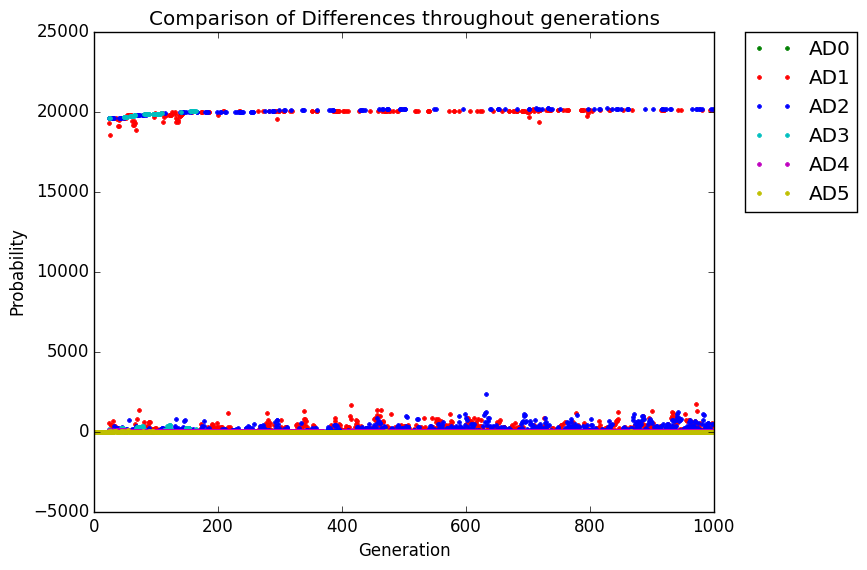 Comparison of Differences throughout generations
25000
20000
15000
10000
5000
0
−5000
Probability
0 200 400 600 800 1000
Generation
AD0
AD1
AD2
AD3
AD4
AD5